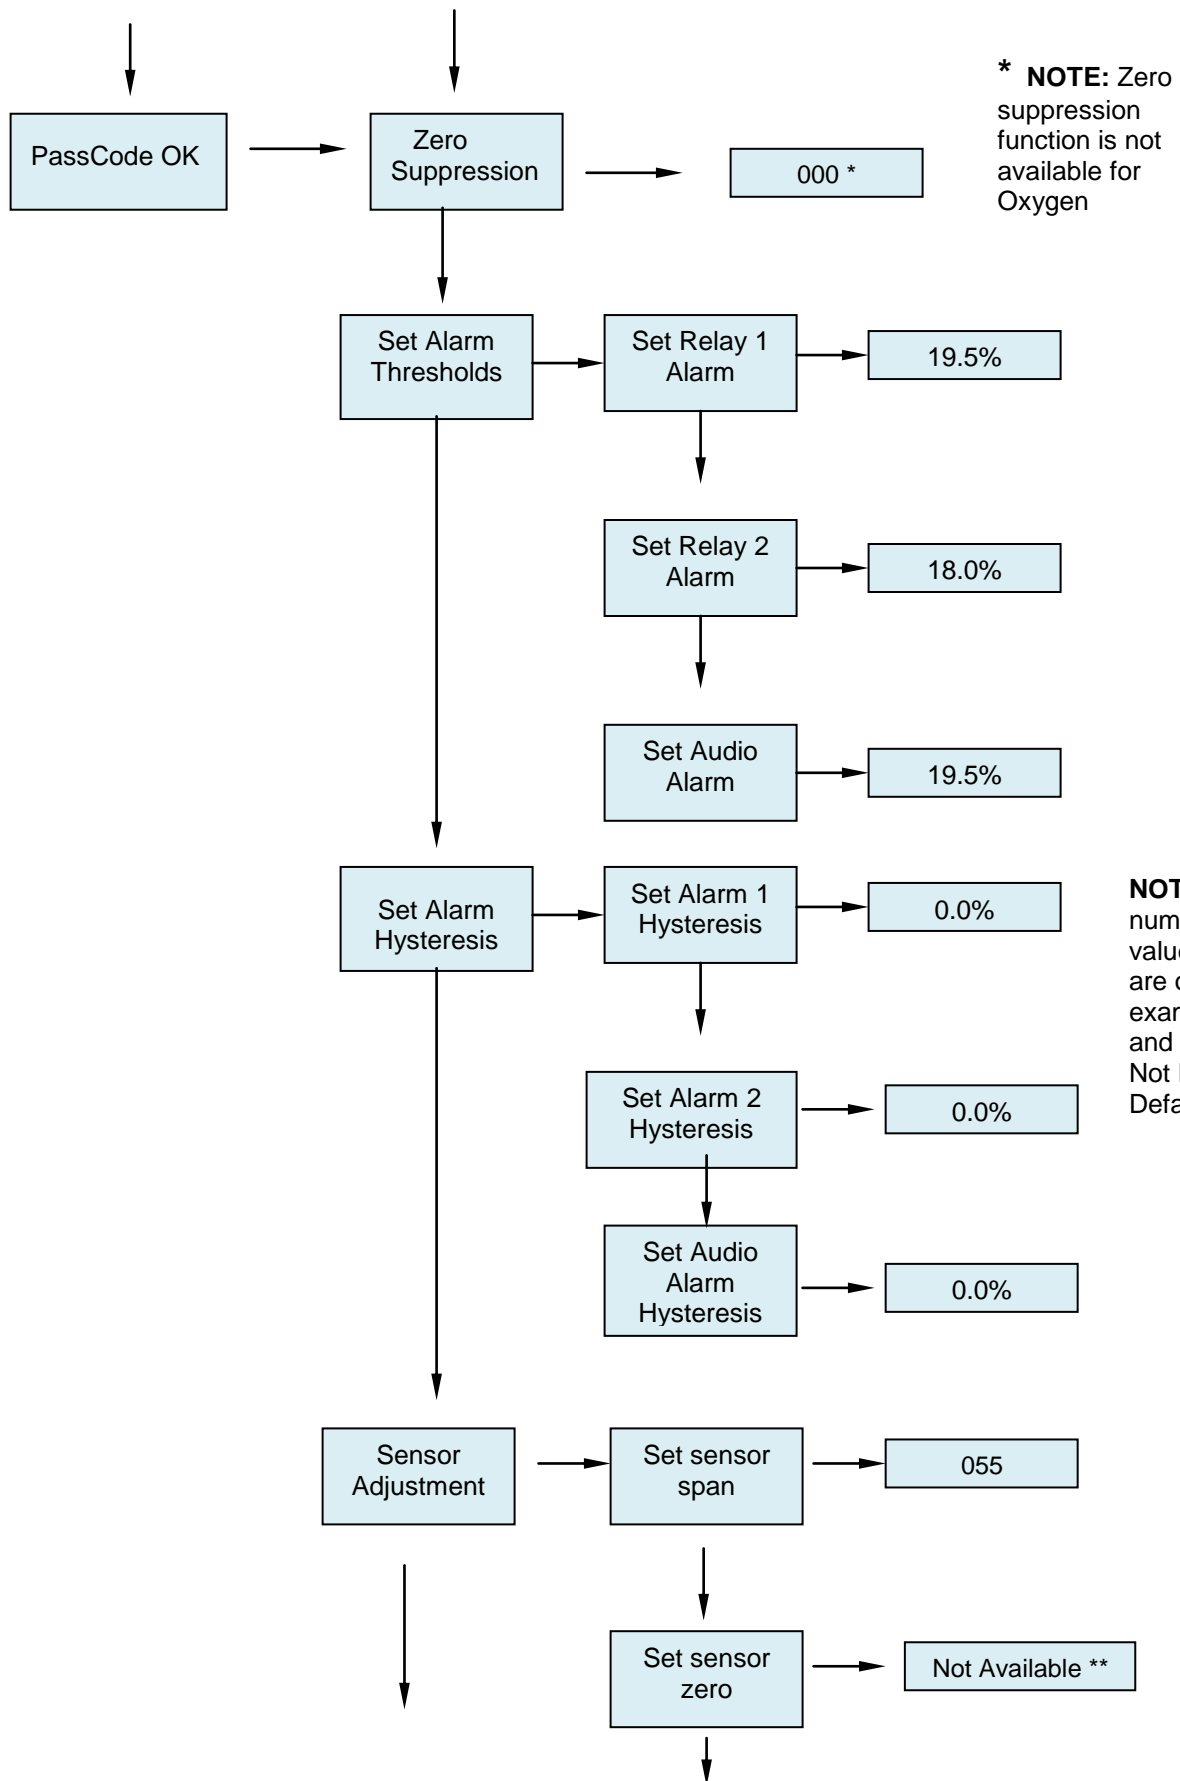 * NOTE: Zero
suppression
function is not
available for
Oxygen
PassCode OK
Zero
Suppression
000 *
Set Alarm
Thresholds
Set Relay 1
Alarm
19.5%
Set Relay 2
Alarm
18.0%
Set Audio
Alarm
19.5%
Set Alarm
Hysteresis
Set Alarm 1
Hysteresis
0.0%
and
Not
Set Alarm 2
Hysteresis
0.0%
Set Audio
Alarm
Hysteresis
0.0%
Sensor
Adjustment
Set sensor
span
055
Set sensor
zero
Not Available **